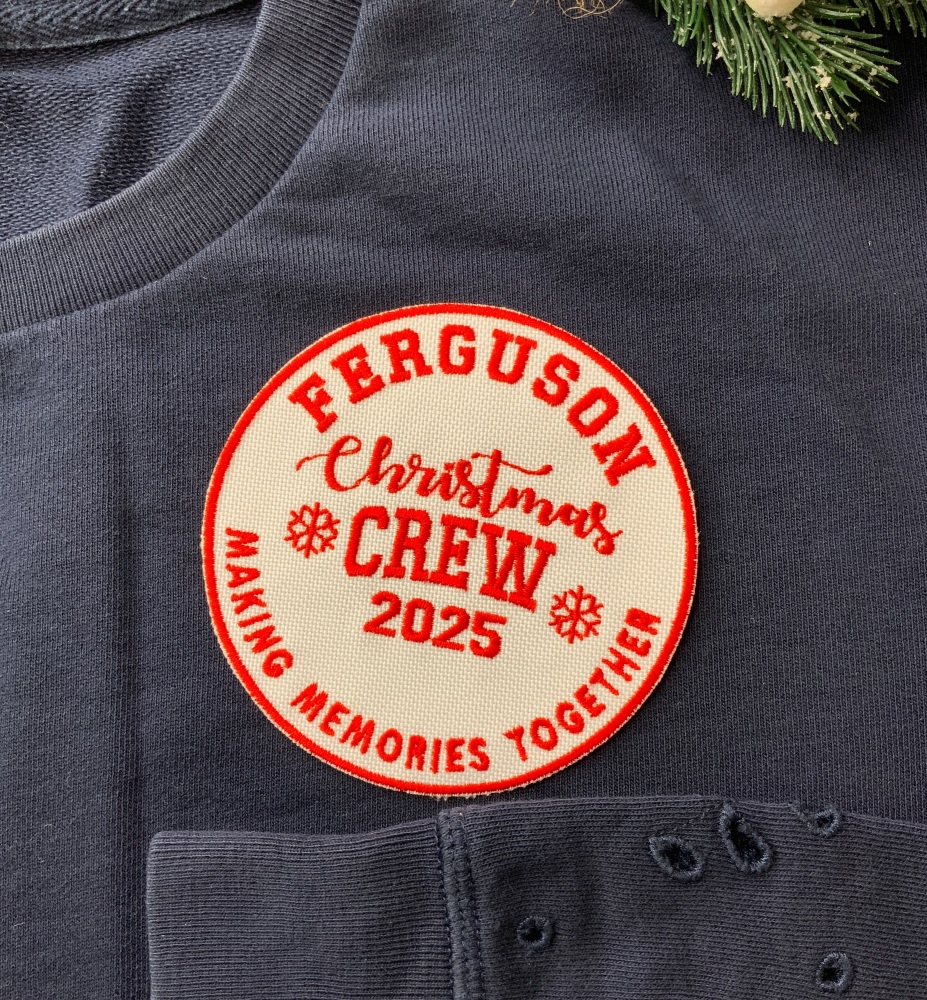 FERGUSON
Christmas
CREW
2025
MAKING MEMORIES TOGETHER